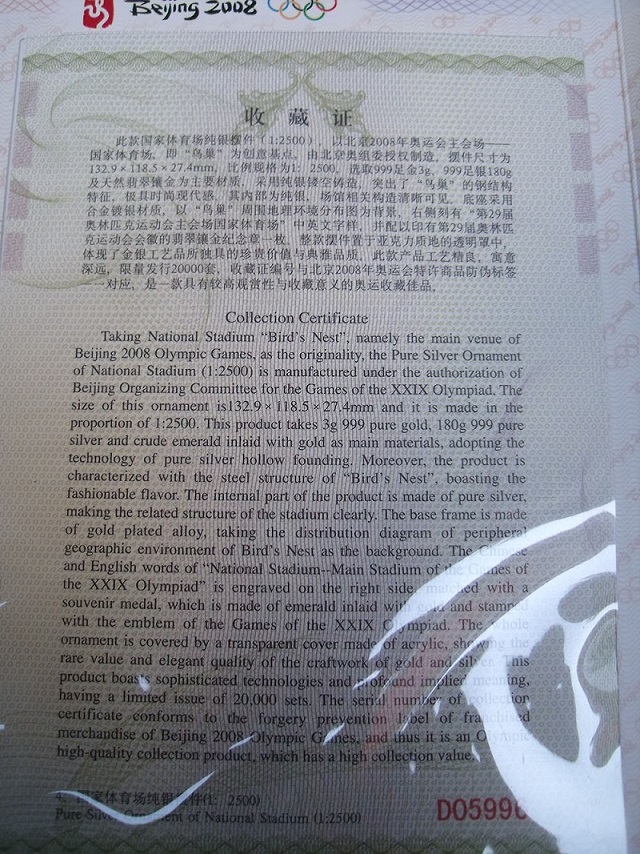 Beijing 2008
收藏证
此款国家体育场纯银摆件(1:2500)，以北京2008年奥运会主会场——
国家体育场，即“鸟巢”为创意基点，由北京奥组委授权制造，摆件尺寸为
132.9×118.5×27.4mm，比例规格为1：2500，选取999足金3g，999足银180g
及天然翡翠镶金为主要材质，采用纯银镂空铸造，突出了“鸟巢”的钢结构
特征，极具时尚现代感，其内部为纯银，场馆相关构造清晰可见。底座采用
合金镀银材质，以“鸟巢”周围地理环境分布图为背景，右侧刻有“第29届
奥林匹克运动会主会场国家体育场”中英文字样，并配以印有第29届奥林匹
克运动会会徽的翡翠镶金纪念章一枚。整款摆件置于亚克力质地的透明罩中，
体现了金银工艺品所独具的珍贵价值与典雅品质。此款产品工艺精良，寓意
深远，限量发行20000套，收藏证编号与北京2008年奥运会特许商品防伪标签
一一对应，是一款具有较高观赏性与收藏意义的奥运收藏佳品。
Collection Certificate
Taking National Stadium “Bird's Nest”, namely the main venue of
Beijing 2008 Olympic Games, as the originality, the Pure Silver Ornament
of National Stadium (1:2500) is manufactured under the authorization of
Beijing Organizing Committee for the Games of the XXIX Olympiad. The
size of this ornament is132.9×118.5×27.4mm and it is made in the
proportion of 1:2500. This product takes 3g 999 pure gold, 180g 999 pure
silver and crude emerald inlaid with gold as main materials, adopting the
technology of pure silver hollow founding. Moreover, the product is
characterized with the steel structure of “Bird's Nest”, boasting the
fashionable flavor. The internal part of the product is made of pure silver,
making the related structure of the stadium clearly. The base frame is made
of gold plated alloy, taking the distribution diagram of peripheral
geographic environment of Bird's Nest as the background. The Chinese
and English words of “National Stadium--Main Stadium of the Games of
the XXIX Olympiad” is engraved on the right side, matched with a
souvenir medal, which is made of emerald inlaid with gold and stamped
with the emblem of the Games of the XXIX Olympiad. The whole
ornament is covered by a transparent cover made of acrylic, showing the
rare value and elegant quality of the craftwork of gold and silver. This
product boasts sophisticated technologies and profound implied meaning,
having a limited issue of 20,000 sets. The serial number of collection
certificate conforms to the forgery prevention label of franchised
merchandise of Beijing 2008 Olympic Games, and thus it is an Olympic
high-quality collection product, which has a high collection value.
国家体育场纯银摆件(1：2500)
Pure Silver Ornament of National Stadium (1:2500)
D05996